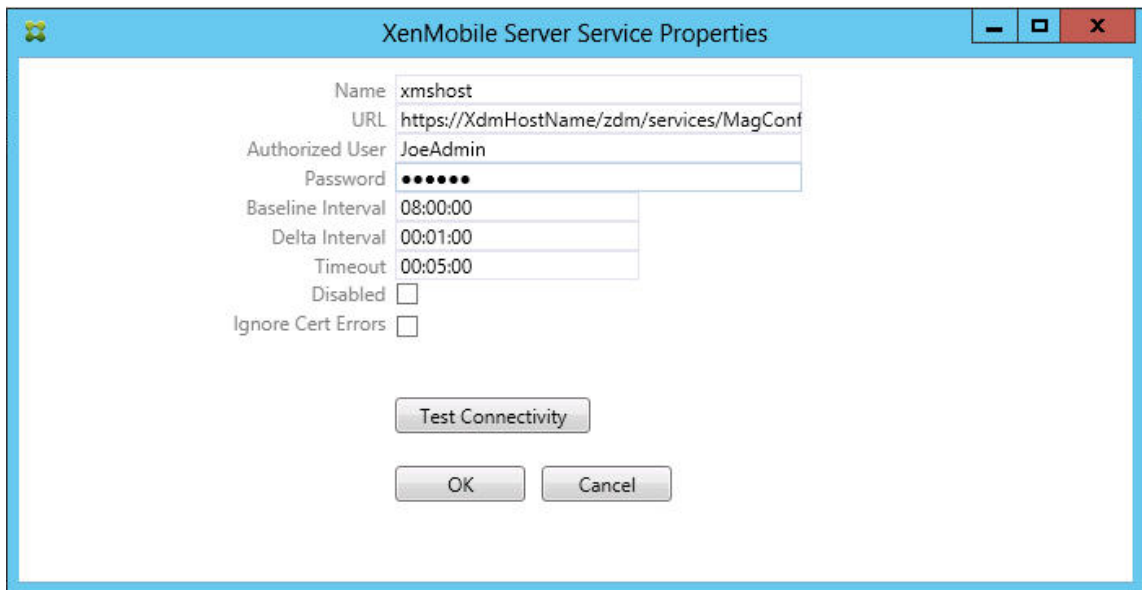 XenMobile Server Service Properties
Name xmshost
URL https://XdmHostName/zdm/services/MagConf
Authorized User JoeAdmin
Password ●●●●●●
Baseline Interval 08:00:00
Delta Interval 00:01:00
Timeout 00:05:00
Disabled
Ignore Cert Errors
Test Connectivity
OK Cancel